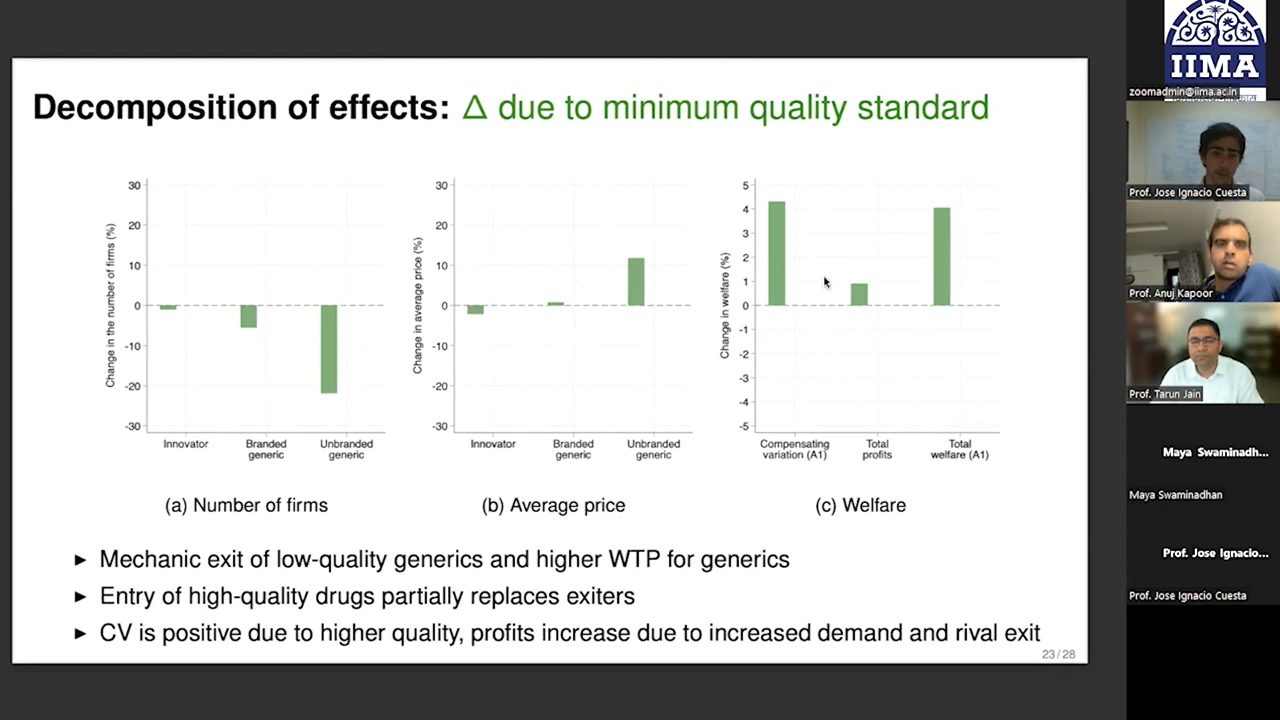 Decomposition of effects: Δ due to minimum quality standard
Change in the number of firms (%)
30
20
10
0
-10
-20
-30
Innovator
Branded
generic
Unbranded
generic
(a) Number of firms
Change in average price (%)
30
20
10
0
-10
-20
-30
Innovator
Branded
generic
Unbranded
generic
(b) Average price
Change in welfare (%)
5
4
3
2
1
0
-1
-2
-3
-4
-5
Compensating
variation (A1)
Total
profits
Total
welfare (A1)
(c) Welfare
► Mechanic exit of low-quality generics and higher WTP for generics
► Entry of high-quality drugs partially replaces exiters
► CV is positive due to higher quality, profits increase due to increased demand and rival exit
23 / 28
IIMA
zoomadmin@iima.ac.in
Prof. Jose Ignacio Cuesta
Prof. Anuj Kapoor
Prof. Tarun Jain
Maya Swaminadh...
Maya Swaminadhan
Prof. Jose Ignacio...
Prof. Jose Ignacio Cuesta